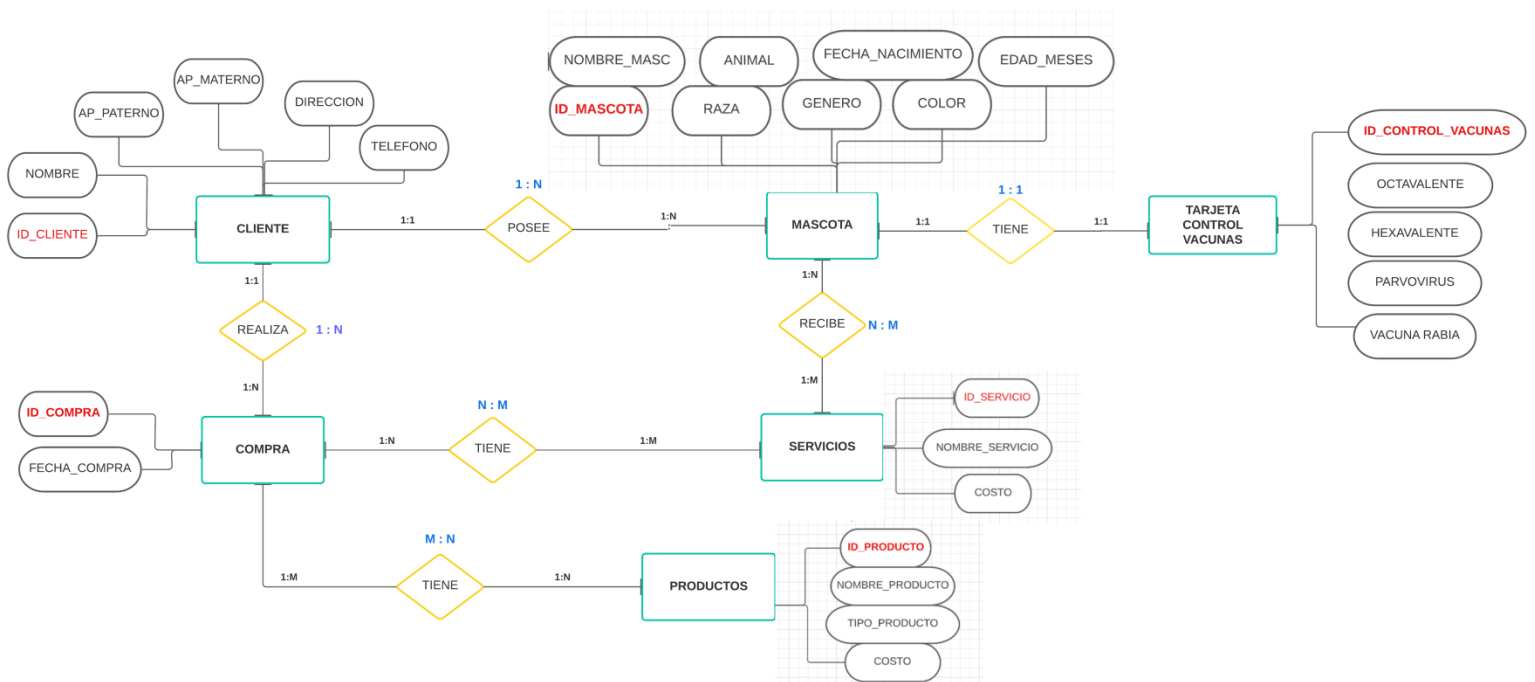 NOMBRE_MASC
ANIMAL
FECHA_NACIMIENTO
EDAD_MESES
AP_MATERNO
DIRECCION
AP_PATERNO
ID_MASCOTA
RAZA
GENERO
COLOR
TELEFONO
NOMBRE
ID_CLIENTE
ID_CONTROL_VACUNAS
OCTAVALENTE
HEXAVALENTE
PARVOVIRUS
VACUNA RABIA
CLIENTE
1:1
1 : N
POSEE
1:N
MASCOTA
1:1
1 : 1
TIENE
1:1
TARJETA
CONTROL
VACUNAS
1:1
REALIZA
1 : N
1:N
1:N
RECIBE
N : M
1:M
ID_COMPRA
FECHA_COMPRA
COMPRA
1:N
N : M
TIENE
1:M
SERVICIOS
ID_SERVICIO
NOMBRE_SERVICIO
COSTO
1:M
M : N
TIENE
1:N
PRODUCTOS
ID_PRODUCTO
NOMBRE_PRODUCTO
TIPO_PRODUCTO
COSTO